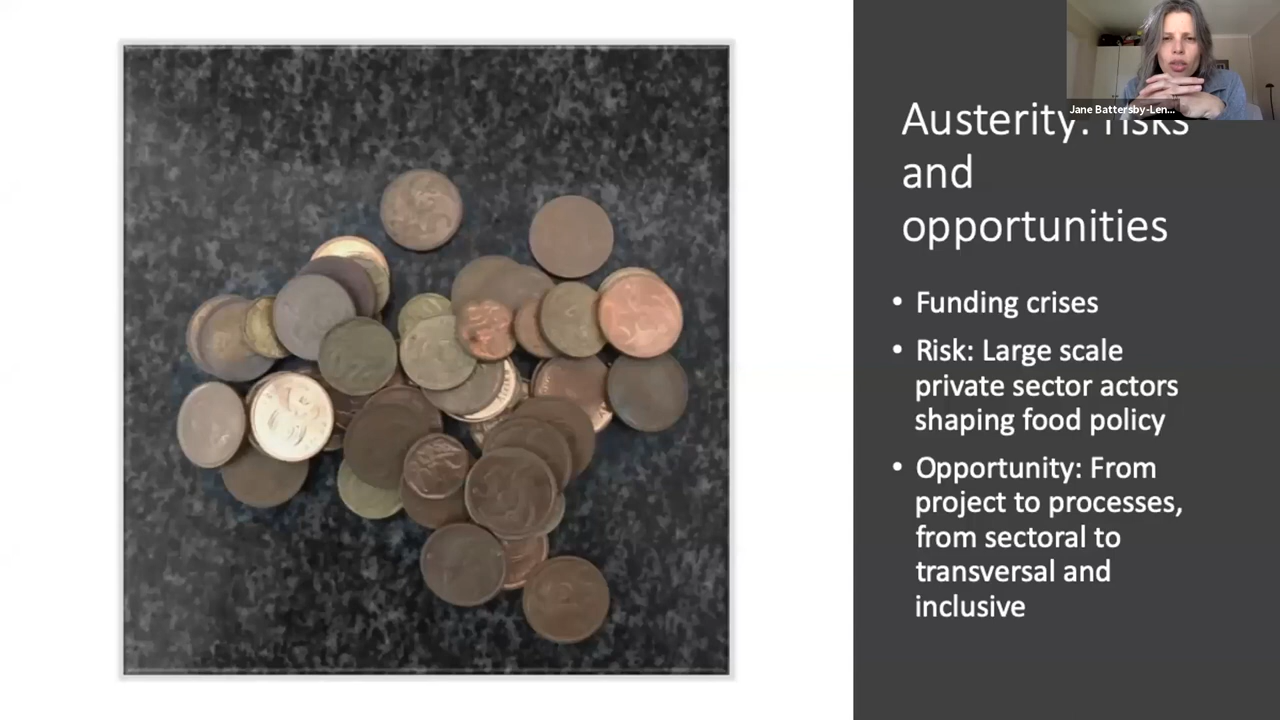 Jane Battersby-Len...
Austerity: risks
and
opportunities
• Funding crises
• Risk: Large scale
private sector actors
shaping food policy
• Opportunity: From
project to processes,
from sectoral to
transversal and
inclusive